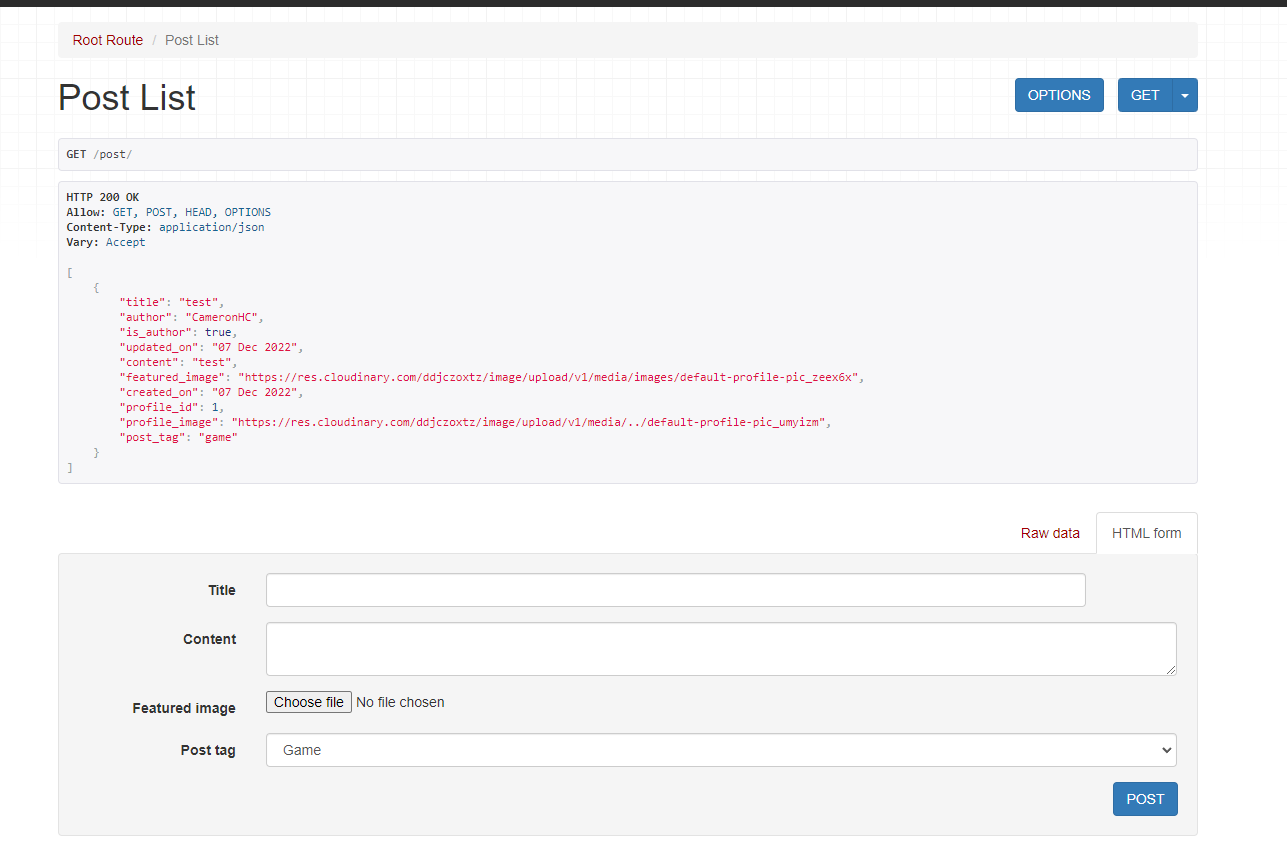 Root Route / Post List
Post List
OPTIONS
GET
GET /post/
HTTP 200 OK
Allow: GET, POST, HEAD, OPTIONS
Content-Type: application/json
Vary: Accept
[
    {
        "title": "test",
        "author": "CameronHC",
        "is_author": true,
        "updated_on": "07 Dec 2022",
        "content": "test",
        "featured_image": "https://res.cloudinary.com/ddjczoxtz/image/upload/v1/media/images/default-profile-pic_zeex6x",
        "created_on": "07 Dec 2022",
        "profile_id": 1,
        "profile_image": "https://res.cloudinary.com/ddjczoxtz/image/upload/v1/media/../default-profile-pic_umyizm",
        "post_tag": "game"
    }
]
Raw data
HTML form
Title
Content
Featured image
Choose file No file chosen
Post tag
Game
POST